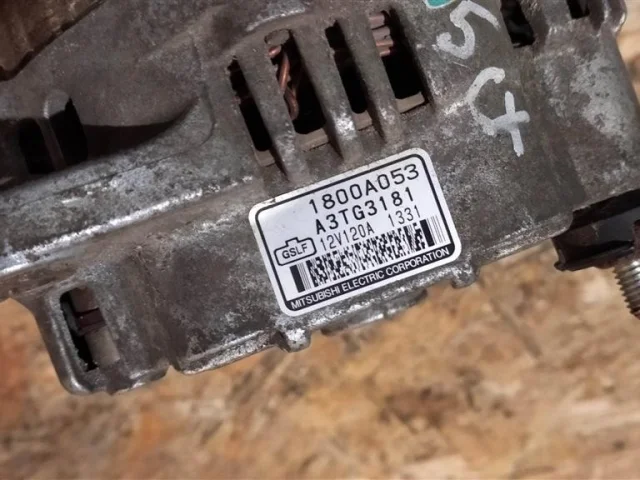 1800A053
A3TG3181
GSLF 12V120A 1331
MITSUBISHI ELECTRIC CORPORATION